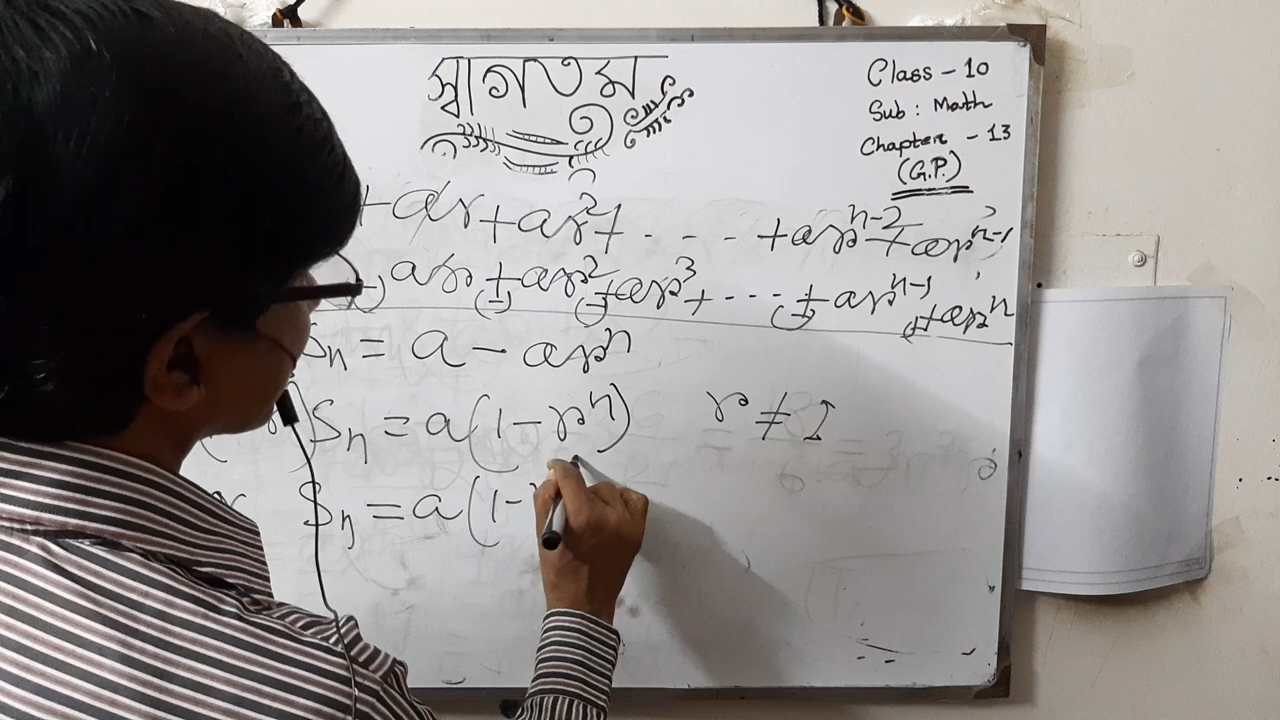 স্বাগতম
Class - 10
Sub : Math
Chapter - 13
(G.P.)
+ ar + ar² + . . . . + arⁿ⁻² + arⁿ⁻¹
ar + ar² + ar³ + . . . + arⁿ⁻¹ + arⁿ
Sₙ = a - arⁿ
) Sₙ = a(1 - rⁿ) r ≠ 1
Sₙ = a(1 -